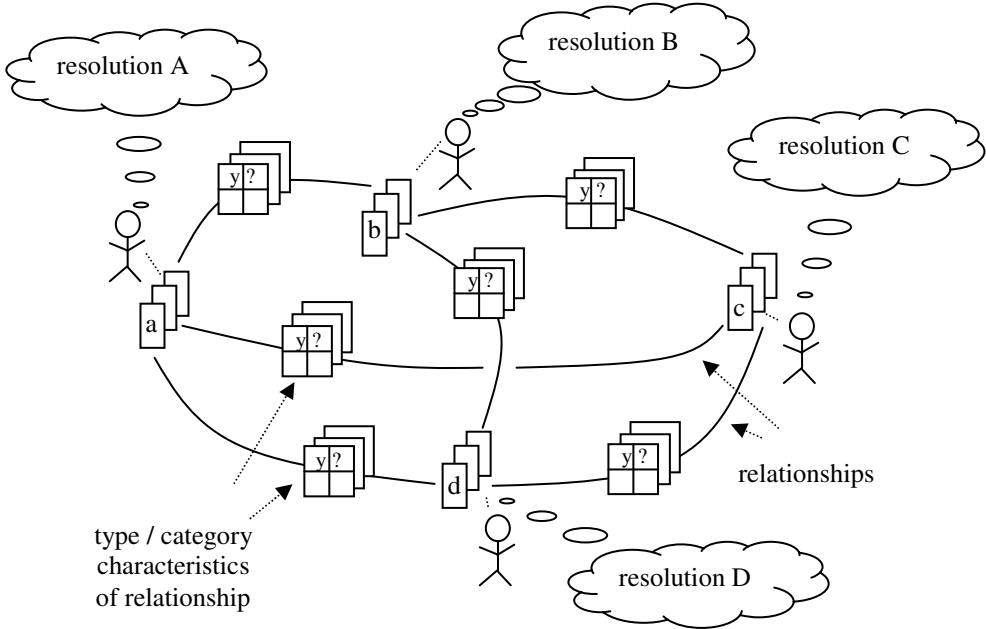 resolution A
resolution B
resolution C
y ?
y ?
b
y ?
a
c
y ?
y ?
y ?
d
relationships
type / category
characteristics
of relationship
resolution D